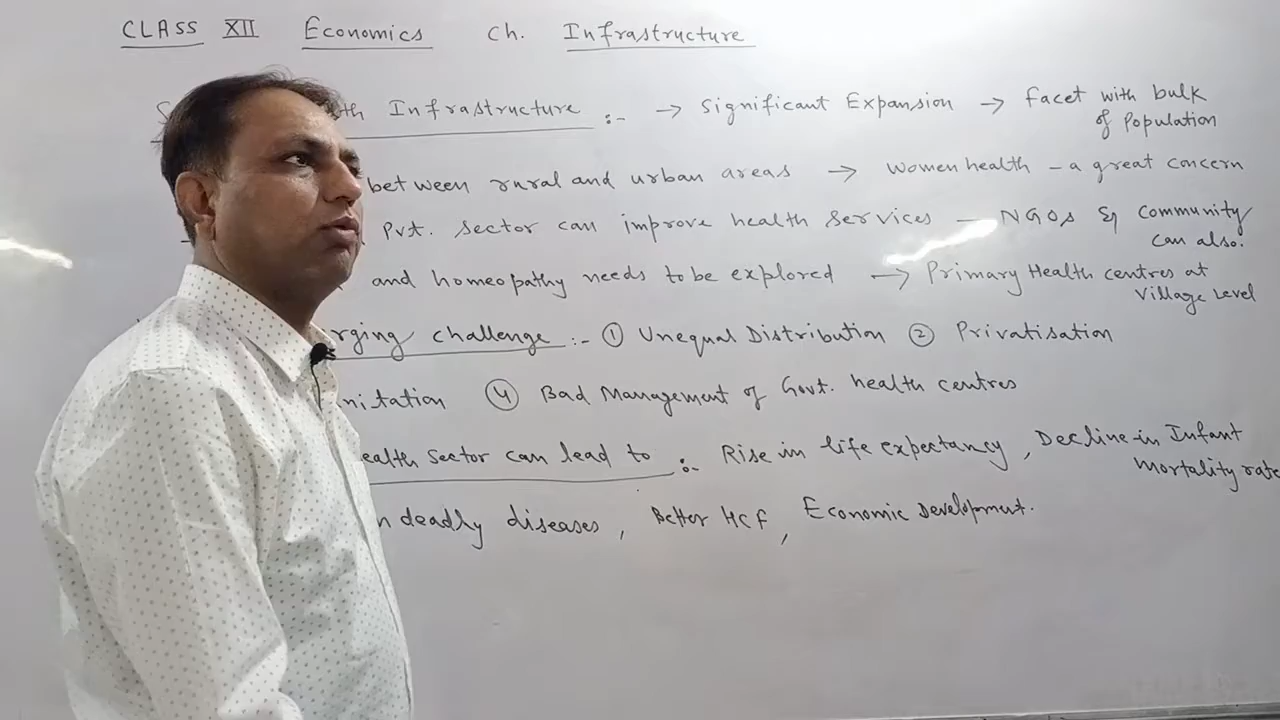 CLASS XII Economics Ch. Infrastructure
Infrastructure :- → Significant Expansion → facet with bulk of Population
between rural and urban areas → Women health - a great concern
Pvt. Sector can improve health services - NGOs & Community can also.
and homeopathy needs to be explored → Primary Health centres at Village Level
challenge :- ① Unequal Distribution ② Privatisation
④ Bad Management of Govt. health centres
Sector can lead to :- Rise in life expectancy, Decline in Infant mortality rate
deadly diseases, Better HCF, Economic Development.